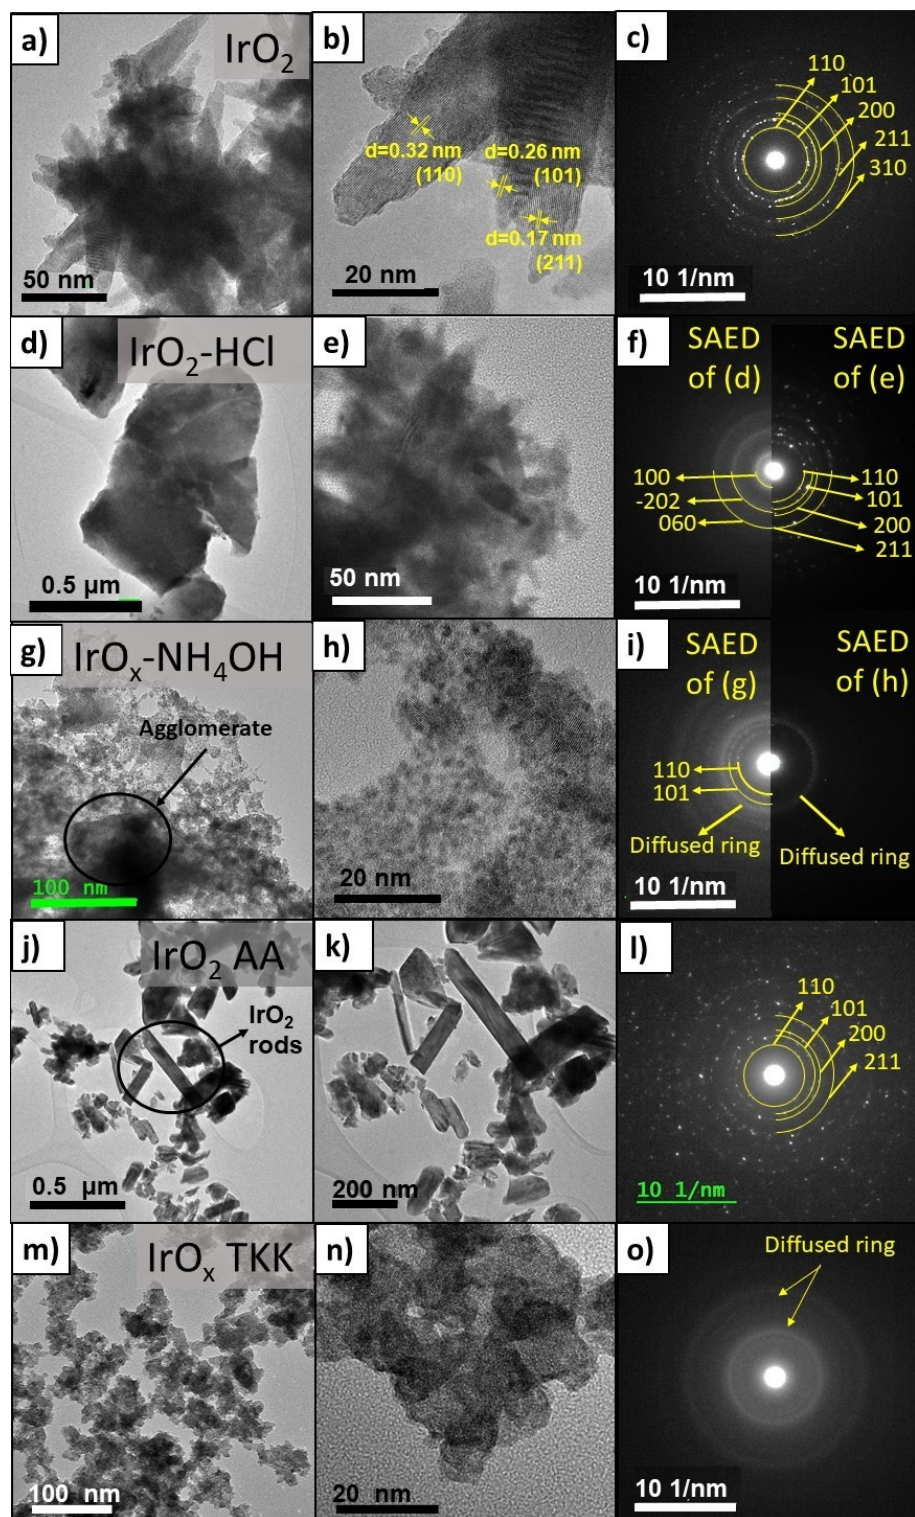 a)
IrO₂
50 nm
b)
d=0.32 nm
(110)
d=0.26 nm
(101)
d=0.17 nm
(211)
20 nm
c)
110
101
200
211
310
10 1/nm
d)
IrO₂-HCl
0.5 µm
e)
50 nm
f)
SAED
of (d)
SAED
of (e)
100
-202
060
110
101
200
211
10 1/nm
g)
IrOₓ-NH₄OH
Agglomerate
100 nm
h)
20 nm
i)
SAED
of (g)
SAED
of (h)
110
101
Diffused ring
Diffused ring
10 1/nm
j)
IrO₂ AA
IrO₂
rods
0.5 µm
k)
200 nm
l)
110
101
200
211
10 1/nm
m)
IrOₓ TKK
100 nm
n)
20 nm
o)
Diffused ring
10 1/nm